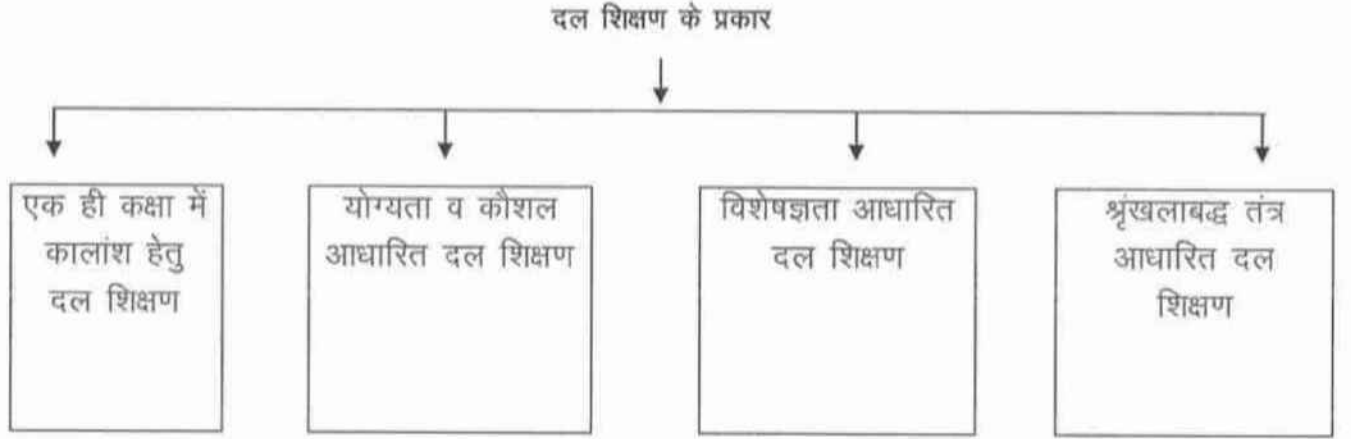 दल शिक्षण के प्रकार
एक ही कक्षा में
कालांश हेतु
दल शिक्षण
योग्यता व कौशल
आधारित दल शिक्षण
विशेषज्ञता आधारित
दल शिक्षण
श्रृंखलाबद्ध तंत्र
आधारित दल
शिक्षण